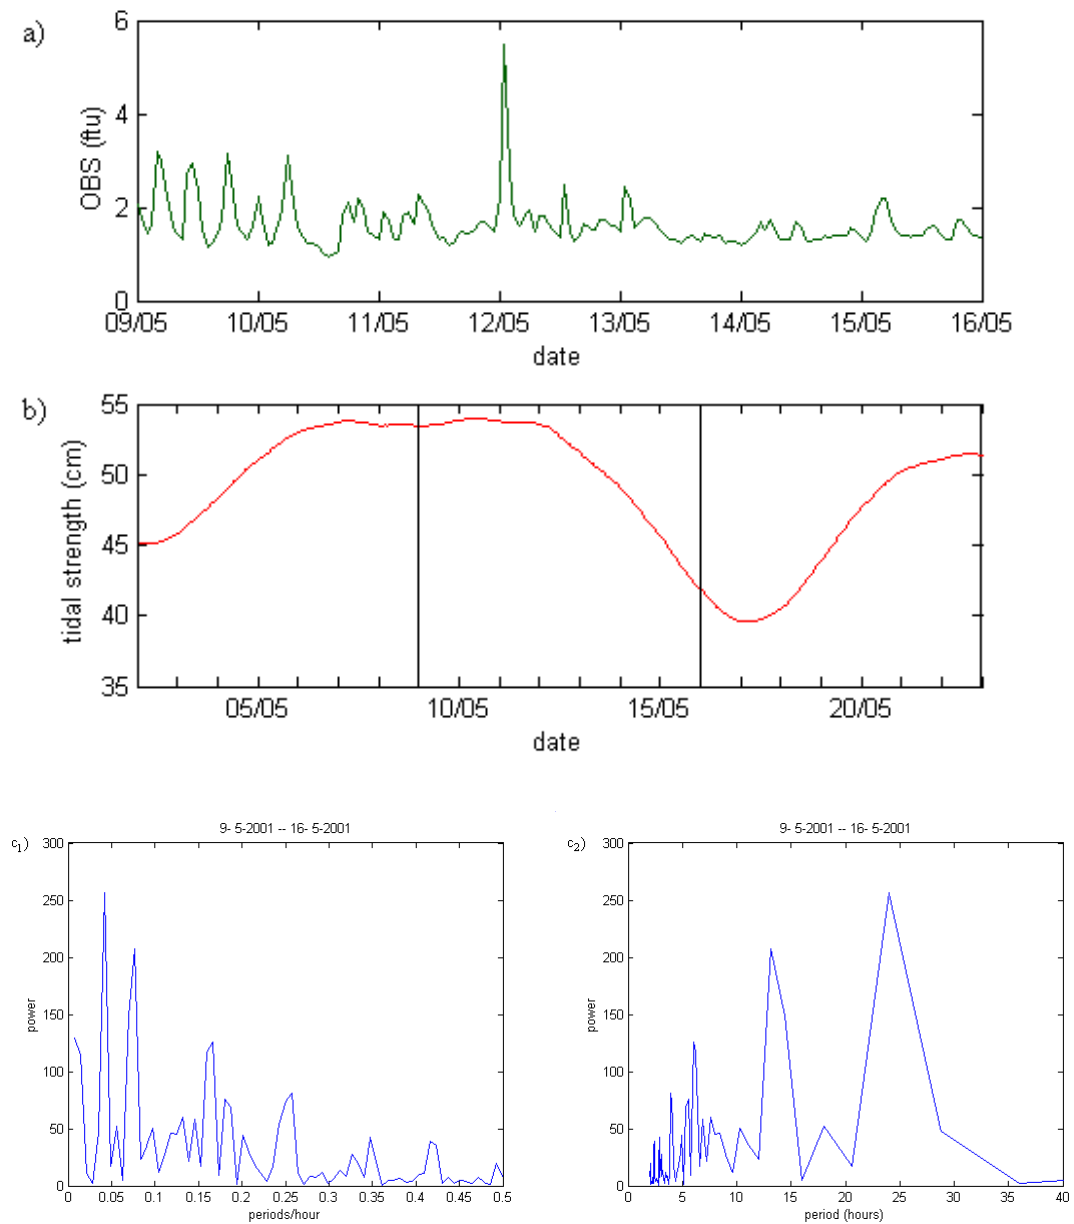 a)
6
4
2
0
OBS (ftu)
09/05 10/05 11/05 12/05 13/05 14/05 15/05 16/05
date
b)
55
50
45
40
35
tidal strength (cm)
05/05 10/05 15/05 20/05
date
c1)
9- 5-2001 -- 16- 5-2001
300
250
200
150
100
50
0
power
0 0.05 0.1 0.15 0.2 0.25 0.3 0.35 0.4 0.45 0.5
periods/hour
c2)
9- 5-2001 -- 16- 5-2001
300
250
200
150
100
50
0
power
0 5 10 15 20 25 30 35 40
period (hours)